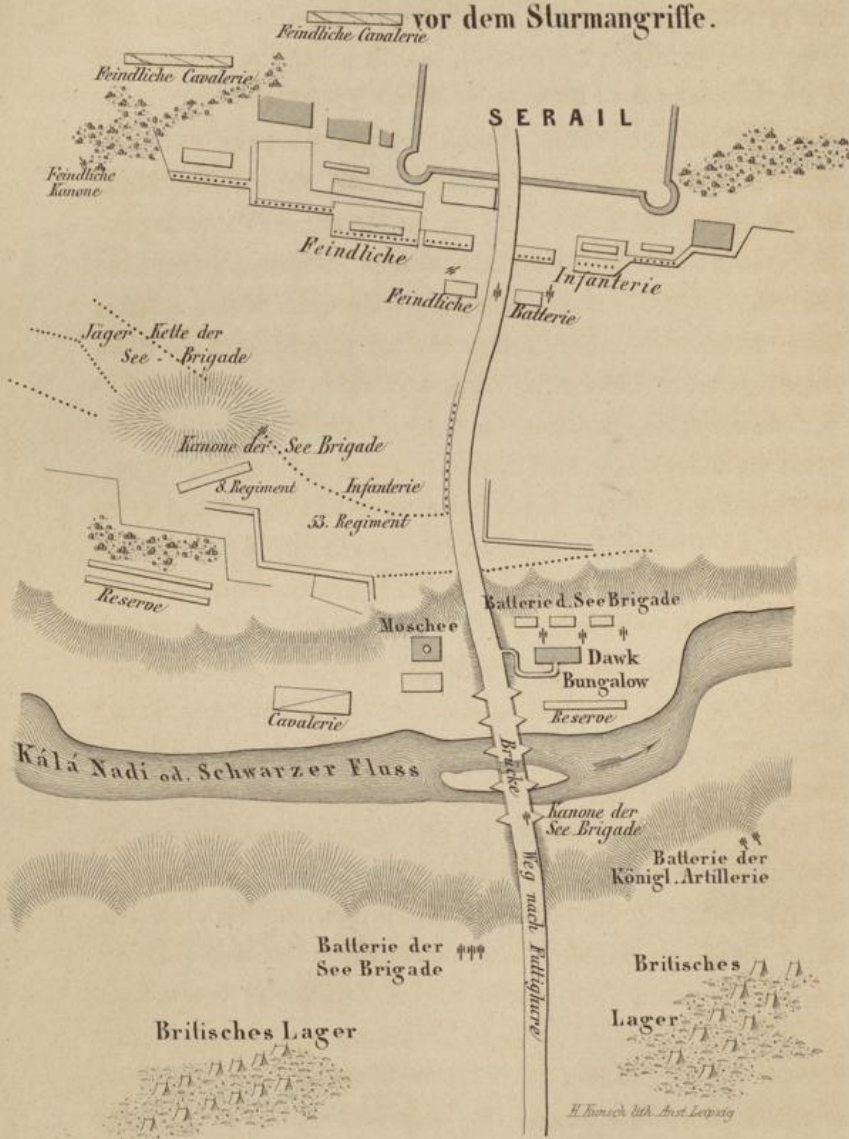 vor dem Sturmangriffe.
Feindliche Cavalerie
Feindliche Cavalerie
SERAIL
Feindliche
Kanone
Feindliche
Infanterie
Feindliche
Batterie
Jäger-Kette der
See-Brigade
Kanone der See Brigade
8. Regiment
Infanterie
53. Regiment
Reserve
Batterie d. See Brigade
Moschee
Dawk
Bungalow
Cavalerie
Reserve
Kálá Nadi od. Schwarzer Fluss
Brücke
Kanone der
See Brigade
Batterie der
Königl. Artillerie
Weg nach Futtighure
Batterie der
See Brigade
Britisches
Lager
Britisches Lager
H. Kunsch lith. Anst. Leipzig